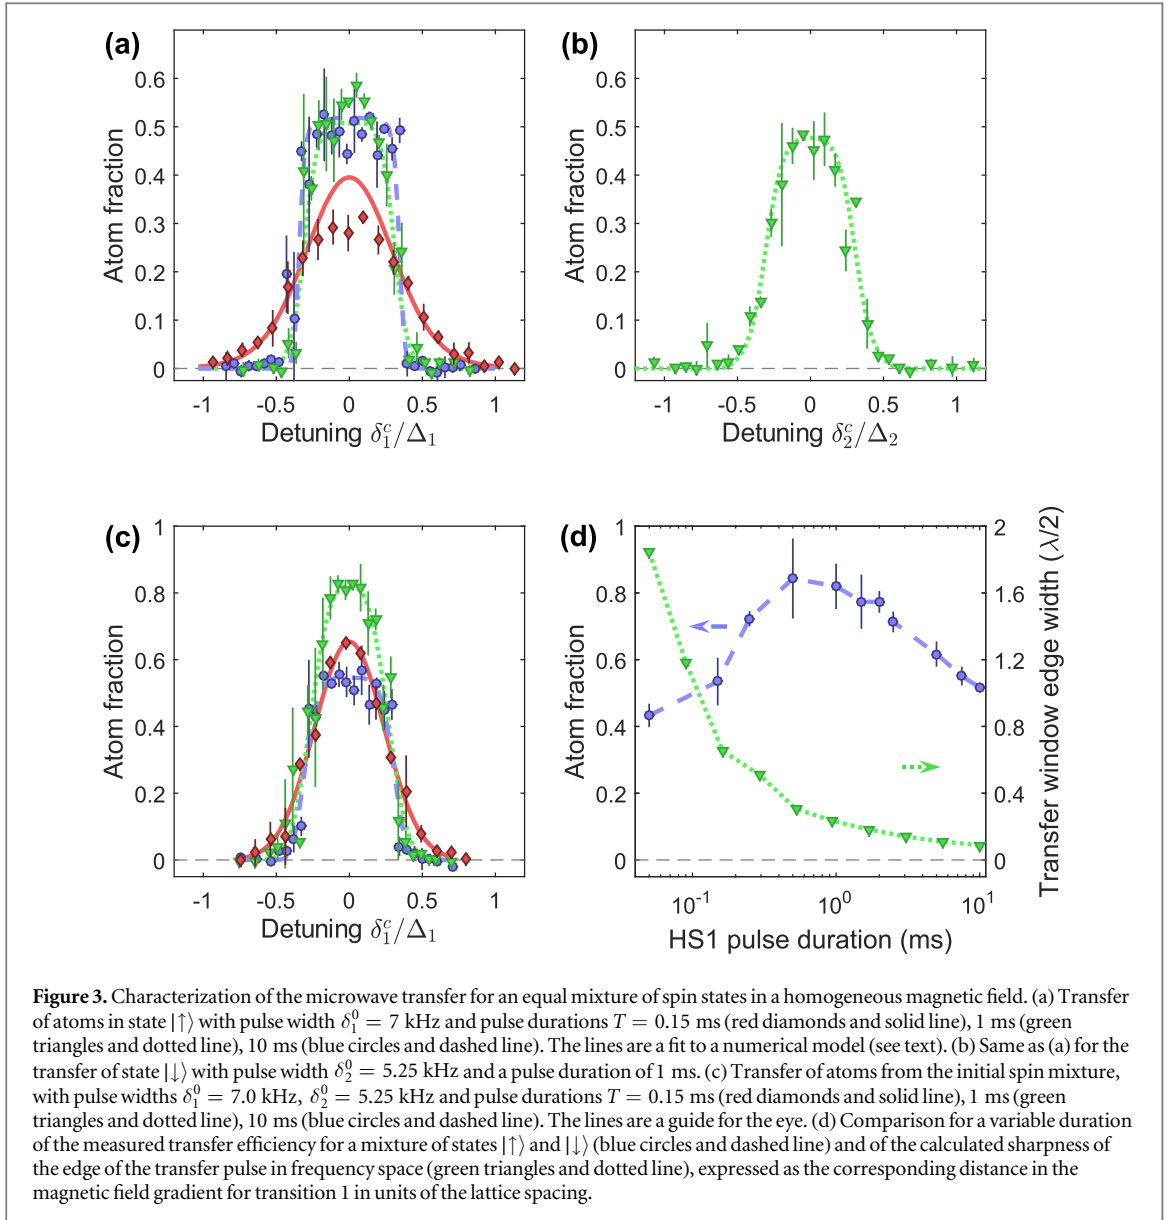 (a)
0.6
0.5
0.4
0.3
0.2
0.1
0
Atom fraction
-1 -0.5 0 0.5 1
Detuning δ₁ᶜ/Δ₁
(b)
0.6
0.5
0.4
0.3
0.2
0.1
0
Atom fraction
-1 -0.5 0 0.5 1
Detuning δ₂ᶜ/Δ₂
(c)
1
0.8
0.6
0.4
0.2
0
Atom fraction
-1 -0.5 0 0.5 1
Detuning δ₁ᶜ/Δ₁
(d)
1
0.8
0.6
0.4
0.2
0
Atom fraction
2
1.6
1.2
0.8
0.4
0
Transfer window edge width (λ/2)
10⁻¹ 10⁰ 10¹
HS1 pulse duration (ms)
Figure 3. Characterization of the microwave transfer for an equal mixture of spin states in a homogeneous magnetic field. (a) Transfer
of atoms in state |↑⟩ with pulse width δ₁⁰ = 7 kHz and pulse durations T = 0.15 ms (red diamonds and solid line), 1 ms (green
triangles and dotted line), 10 ms (blue circles and dashed line). The lines are a fit to a numerical model (see text). (b) Same as (a) for the
transfer of state |↓⟩ with pulse width δ₂⁰ = 5.25 kHz and a pulse duration of 1 ms. (c) Transfer of atoms from the initial spin mixture,
with pulse widths δ₁⁰ = 7.0 kHz, δ₂⁰ = 5.25 kHz and pulse durations T = 0.15 ms (red diamonds and solid line), 1 ms (green
triangles and dotted line), 10 ms (blue circles and dashed line). The lines are a guide for the eye. (d) Comparison for a variable duration
of the measured transfer efficiency for a mixture of states |↑⟩ and |↓⟩ (blue circles and dashed line) and of the calculated sharpness of
the edge of the transfer pulse in frequency space (green triangles and dotted line), expressed as the corresponding distance in the
magnetic field gradient for transition 1 in units of the lattice spacing.